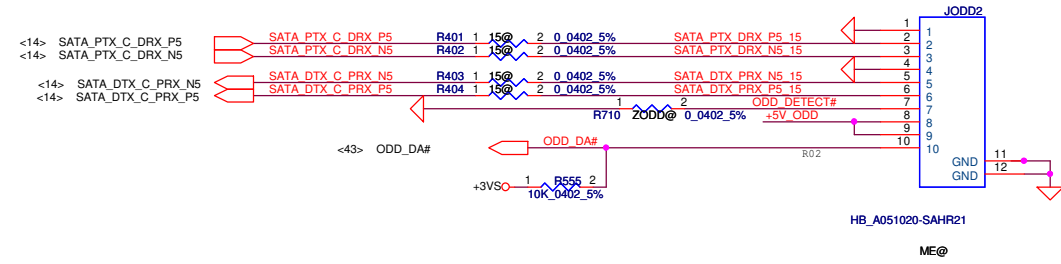 JODD2
<14> SATA_PTX_C_DRX_P5 SATA_PTX_C_DRX_P5 R401 1 15@ 2 0_0402_5% SATA_PTX_DRX_P5_15 1 1
<14> SATA_PTX_C_DRX_N5 SATA_PTX_C_DRX_N5 R402 1 15@ 2 0_0402_5% SATA_PTX_DRX_N5_15 2 2
3 3
4 4
<14> SATA_DTX_C_PRX_N5 SATA_DTX_C_PRX_N5 R403 1 15@ 2 0_0402_5% SATA_DTX_PRX_N5_15 5 5
<14> SATA_DTX_C_PRX_P5 SATA_DTX_C_PRX_P5 R404 1 15@ 2 0_0402_5% SATA_DTX_PRX_P5_15 6 6
1 2 ODD_DETECT# 7 7
R710 ZODD@ 0_0402_5% +5V_ODD 8 8
9 9
<43> ODD_DA# ODD_DA# R02 10 10
GND 11
GND 12
+3VS 1 R555 2
10K_0402_5%
HB_A051020-SAHR21
ME@